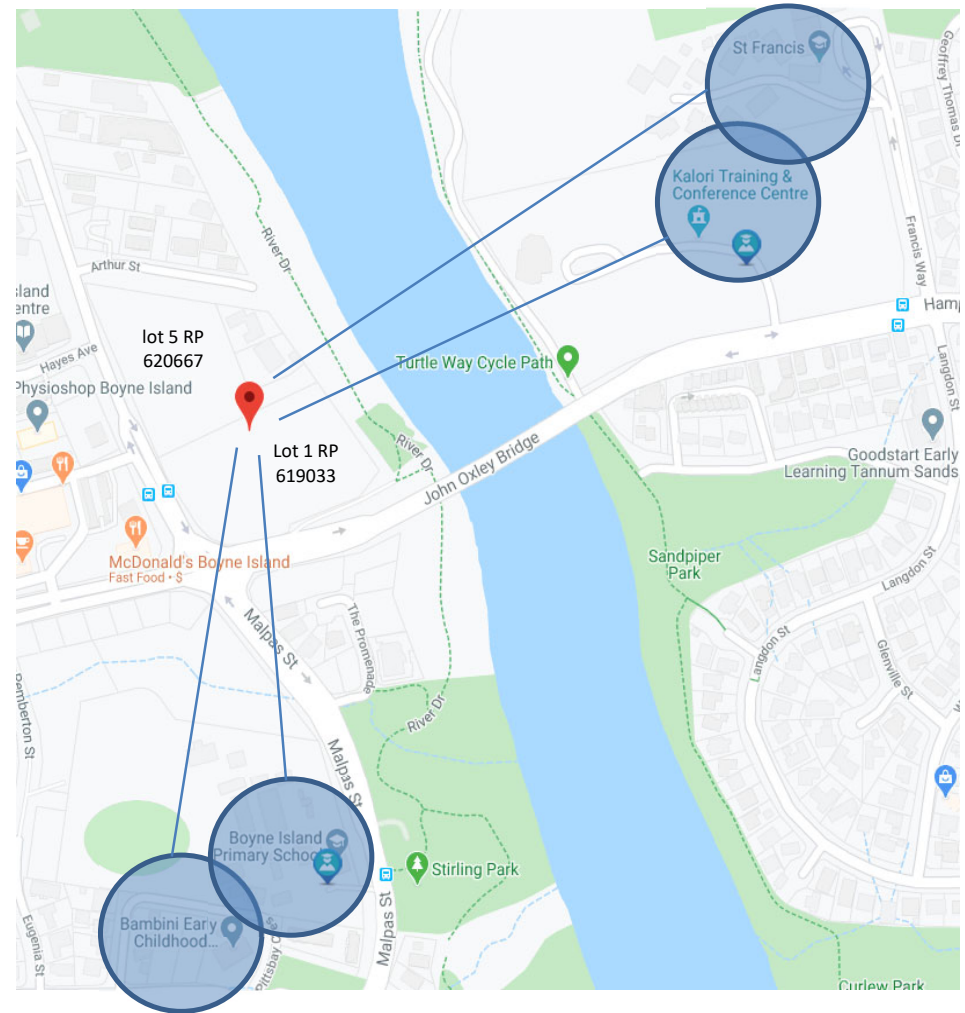 St Francis
Geoffrey Thomas Dr
Kalori Training &
Conference Centre
River Dr
Arthur St
Francis Way
sland
entre
Hamp
lot 5 RP
620667
Hayes Ave
Turtle Way Cycle Path
Langdon St
Physioshop Boyne Island
River Dr
Lot 1 RP
619033
John Oxley Bridge
Goodstart Early
Learning Tannum Sands
McDonald's Boyne Island
Fast Food • $
Sandpiper
Park
Langdon St
The Promenade
Malpas St
Langdon St
Glenville St
Pemberton St
River Dr
Malpas St
Boyne Island
Primary School
Stirling Park
Malpas St
Bambini Early
Childhood...
Eugenia St
Pittsbay C
Curlew Park